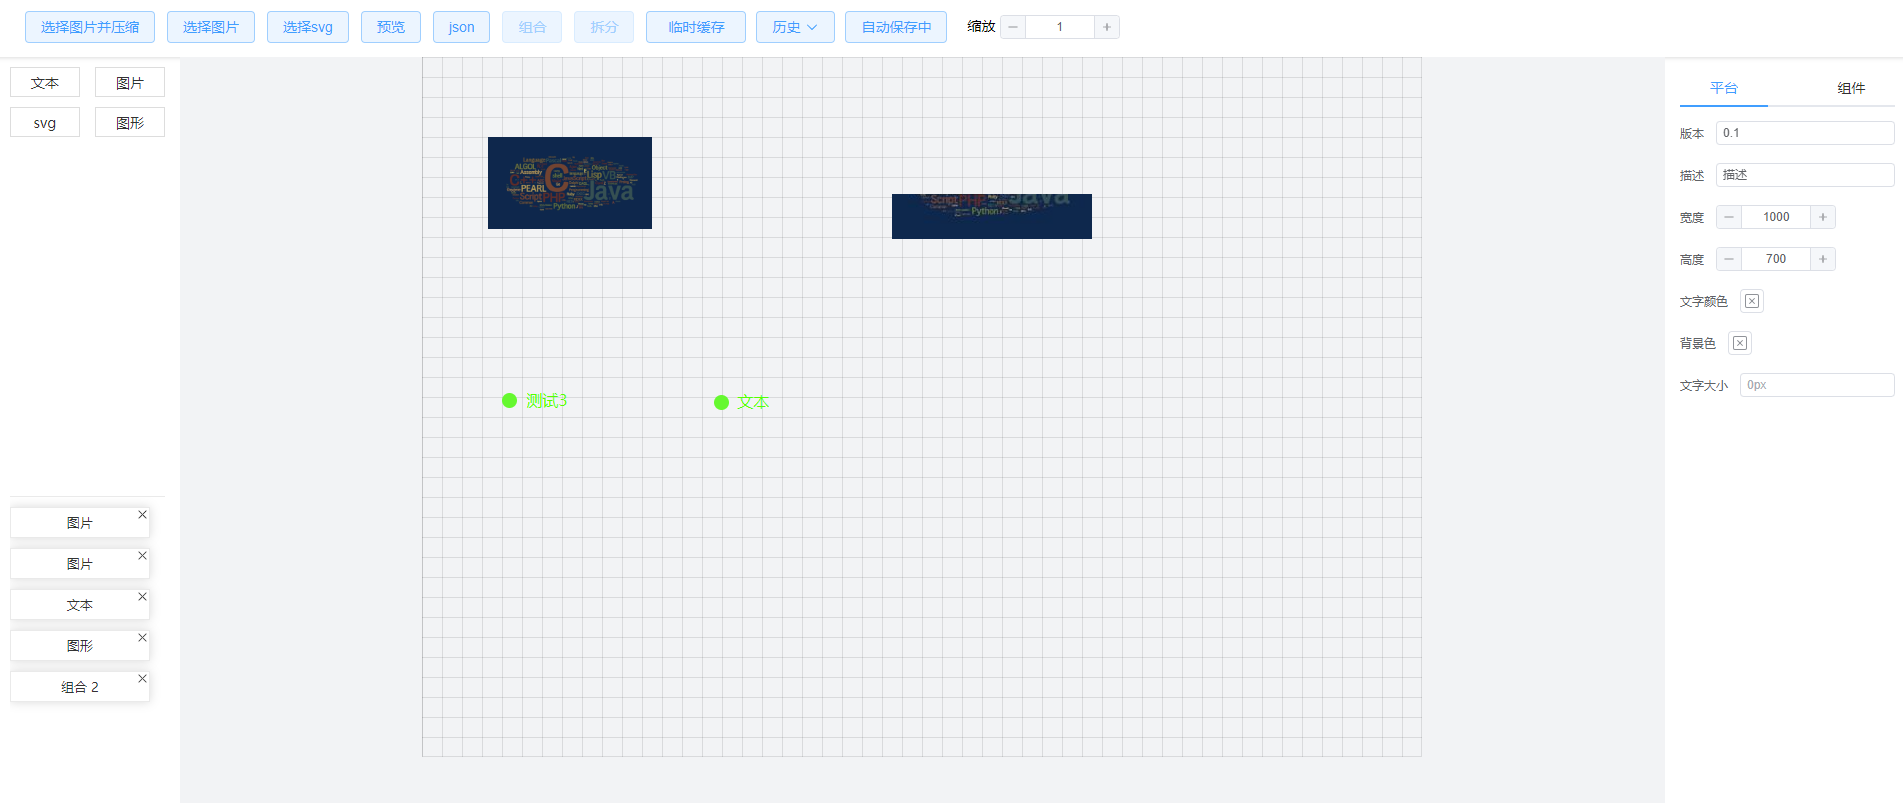 选择图片并压缩 选择图片 选择svg 预览 json 组合 拆分 临时缓存 历史 自动保存中 缩放 1
文本 图片
svg 图形
图片
图片
文本
图形
组合 2
Language
ALGOL
Assembly
PEARL
Script PHP
Python
C
Java
Object
Lisp VB
Script PHP Java
Python
测试3
文本
平台 组件
版本 0.1
描述 描述
宽度 1000
高度 700
文字颜色
背景色
文字大小 0px